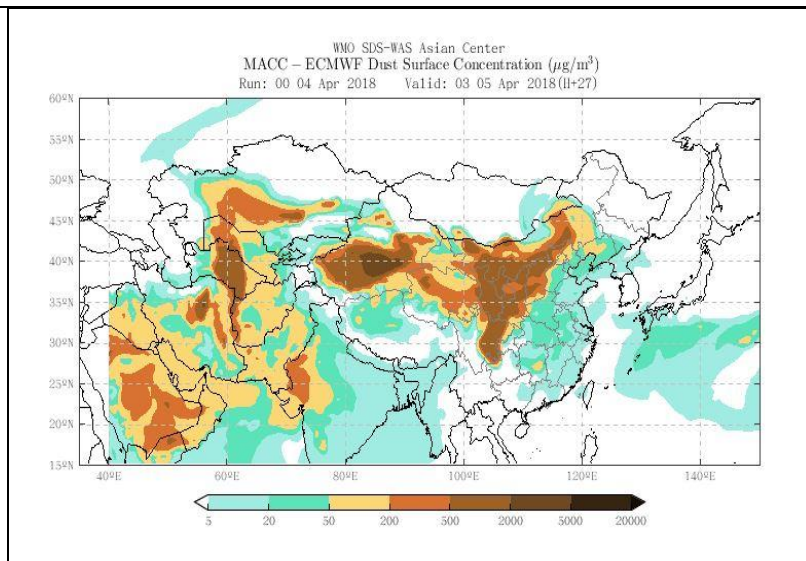 WMO SDS-WAS Asian Center
MACC – ECMWF Dust Surface Concentration (μg/m³)
Run: 00 04 Apr 2018 Valid: 03 05 Apr 2018(H+27)
60ºN
55ºN
50ºN
45ºN
40ºN
35ºN
30ºN
25ºN
20ºN
15ºN
40ºE 60ºE 80ºE 100ºE 120ºE 140ºE
5 20 50 200 500 2000 5000 20000